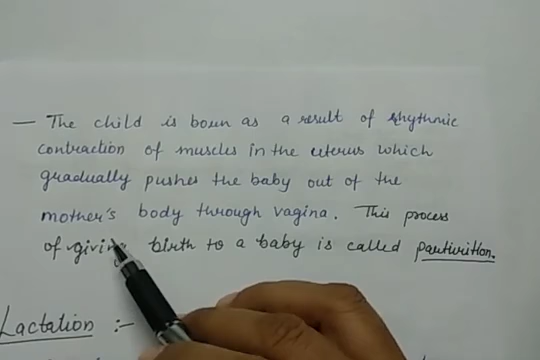 — The child is born as a result of rhythmic
contraction of muscles in the uterus which
gradually pushes the baby out of the
mother's body through vagina. This process
of giving birth to a baby is called parturition.
Lactation :-